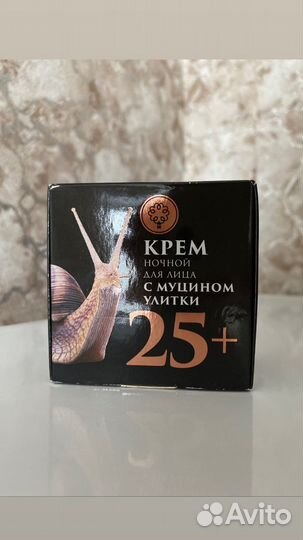 КРЕМ
НОЧНОЙ
ДЛЯ ЛИЦА
С МУЦИНОМ
УЛИТКИ
25+
Avito